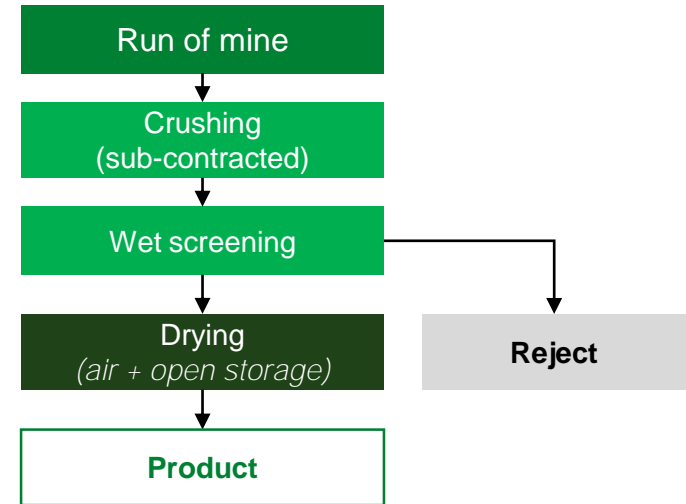 Run of mine
Crushing
(sub-contracted)
Wet screening
Drying
(air + open storage)
Reject
Product